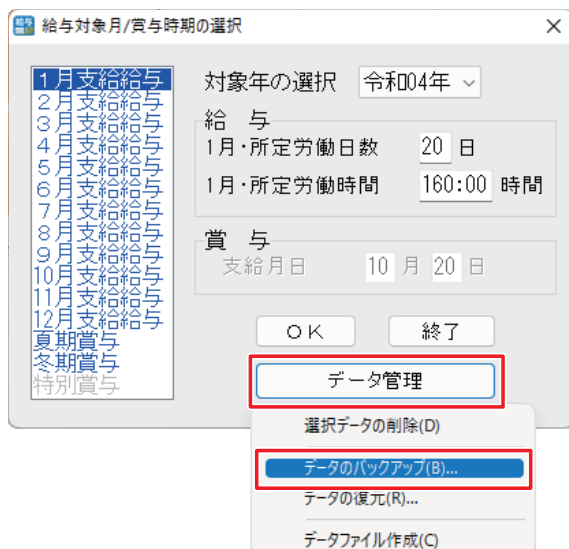 給与対象月/賞与時期の選択
1月支給給与
2月支給給与
3月支給給与
4月支給給与
5月支給給与
6月支給給与
7月支給給与
8月支給給与
9月支給給与
10月支給給与
11月支給給与
12月支給給与
夏期賞与
冬期賞与
特別賞与
対象年の選択 令和04年
給 与
1月・所定労働日数 20 日
1月・所定労働時間 160:00 時間
賞 与
支給月日 10 月 20 日
OK 終了
データ管理
選択データの削除(D)
データのバックアップ(B)...
データの復元(R)...
データファイル作成(C)